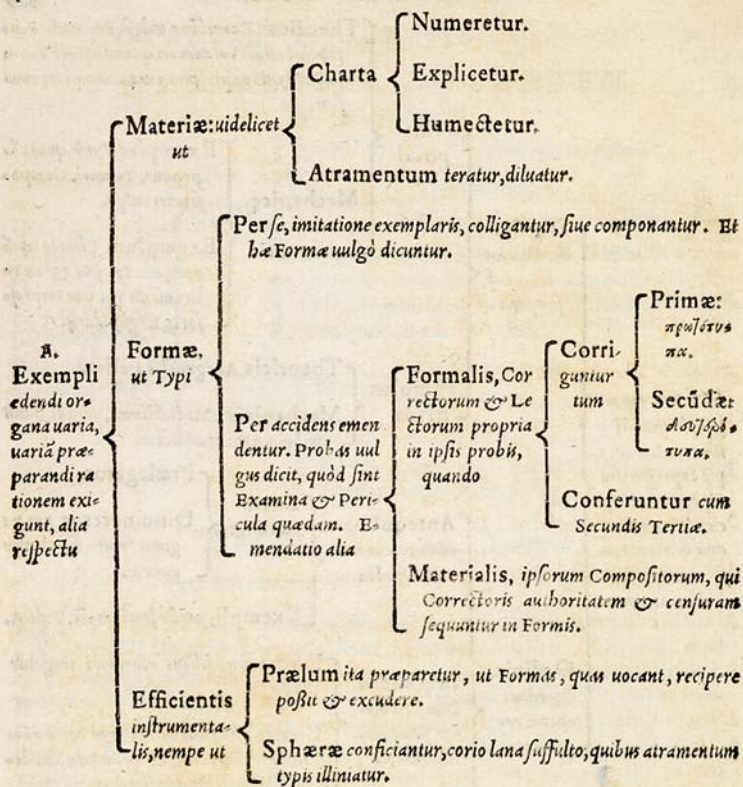 A.
Exempli
edendi or-
gana uaria,
uariā præ-
parandi ra
tionem exi-
gunt, alia
respectu
Materiæ: uidelicet
ut
Charta
Numeretur.
Explicetur.
Humectetur.
Atramentum teratur, diluatur.
Formæ,
ut Typi
Per se, imitatione exemplaris, colligantur, siue componantur. Et
hæ Formæ uulgò dicuntur.
Per accidens emen
dentur. Probas uul
gus dicit, quòd sint
Examina & Peri-
cula quædam. E-
mendatio alia
Formalis, Cor
rectorum & Le
ctorum propria
in ipsis probis,
quando
Corri-
guntur
tum
Primæ:
πρωτότυ-
πα.
Secūdæ:
δευτερό-
τυπα.
Conferuntur cum
Secundis Tertiæ.
Materialis, ipsorum Compositorum, qui
Correctoris authoritatem & censuram
sequuntur in Formis.
Efficientis
instrumenta-
lis, nempe ut
Prælum ita præparetur, ut Formas, quas uocant, recipere
possit & excudere.
Sphæræ conficiantur, corio lana suffulto, quibus atramentum
typis illiniatur.